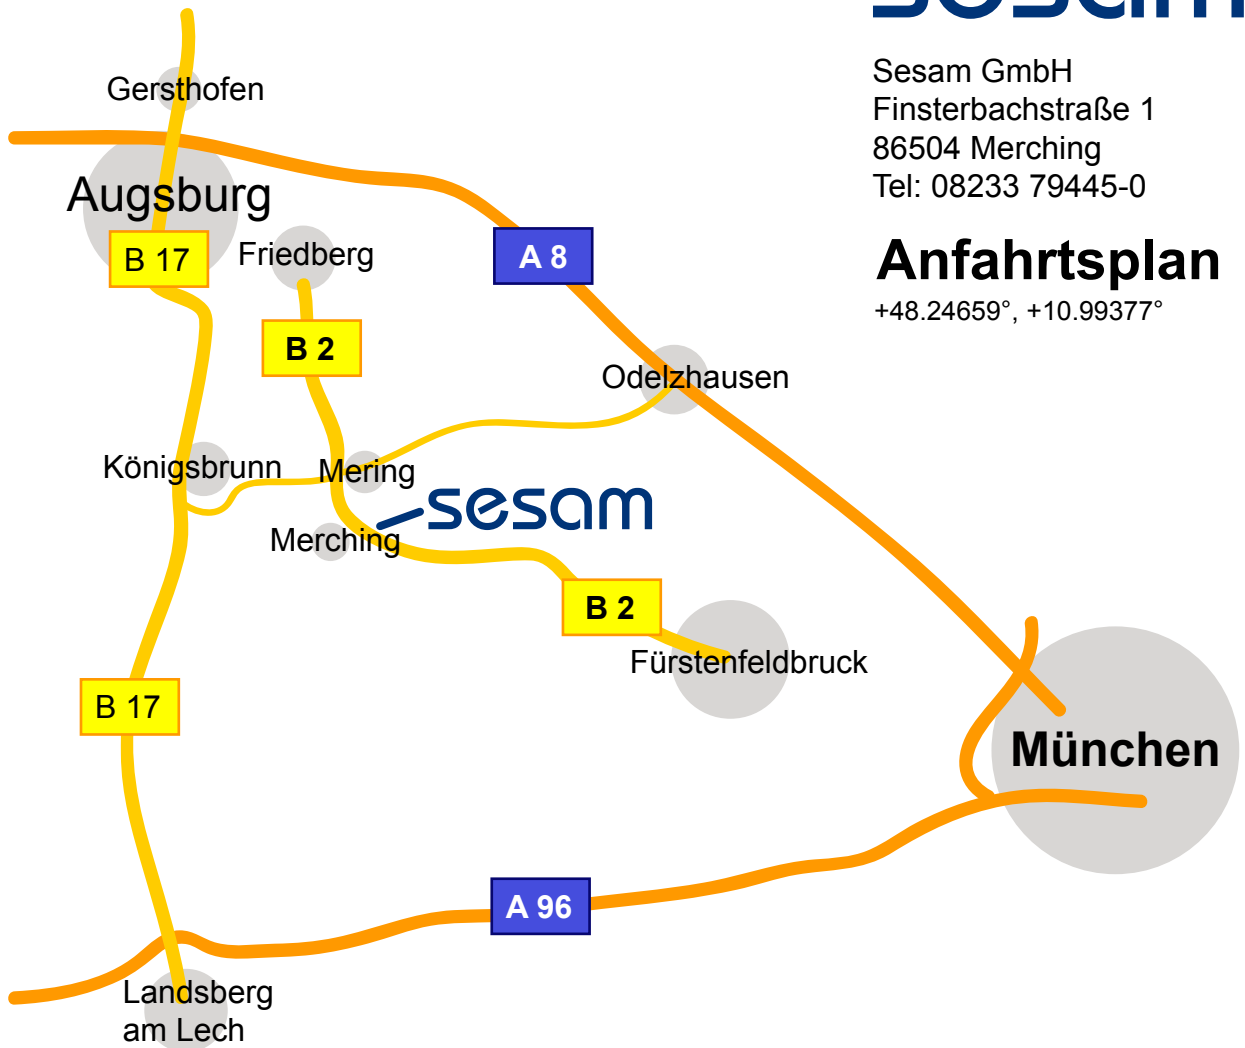 sesam
Sesam GmbH
Finsterbachstraße 1
86504 Merching
Tel: 08233 79445-0
Anfahrtsplan
+48.24659°, +10.99377°
Gersthofen
Augsburg
B 17
Friedberg
A 8
B 2
Odelzhausen
Königsbrunn
Mering
sesam
Merching
B 2
Fürstenfeldbruck
B 17
München
A 96
Landsberg
am Lech